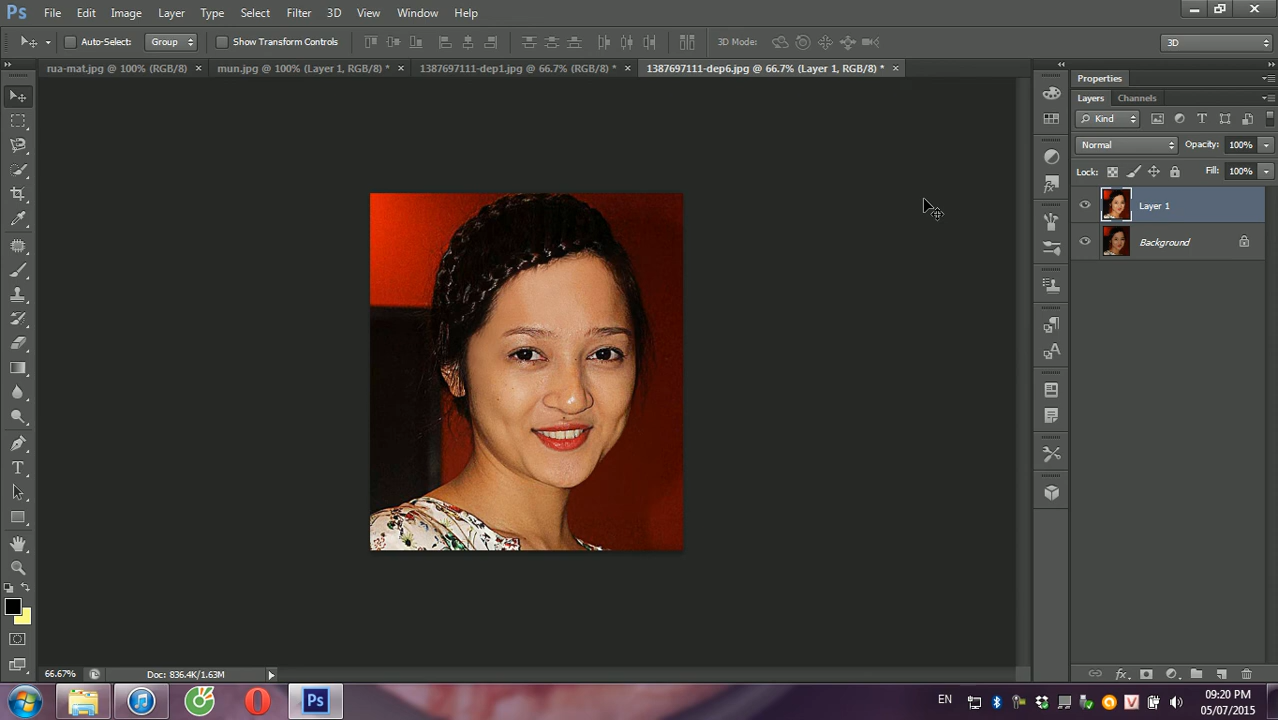 Ps File Edit Image Layer Type Select Filter 3D View Window Help
Auto-Select: Group Show Transform Controls 3D Mode: 3D
rua-mat.jpg @ 100% (RGB/8) × mun.jpg @ 100% (Layer 1, RGB/8) * × 1387697111-dep1.jpg @ 66.7% (RGB/8) * × 1387697111-dep6.jpg @ 66.7% (Layer 1, RGB/8) * ×
Properties
Layers Channels
Kind
Normal Opacity: 100%
Lock: Fill: 100%
Layer 1
Background
66.67% Doc: 836.4K/1.63M
Ps EN 09:20 PM
05/07/2015